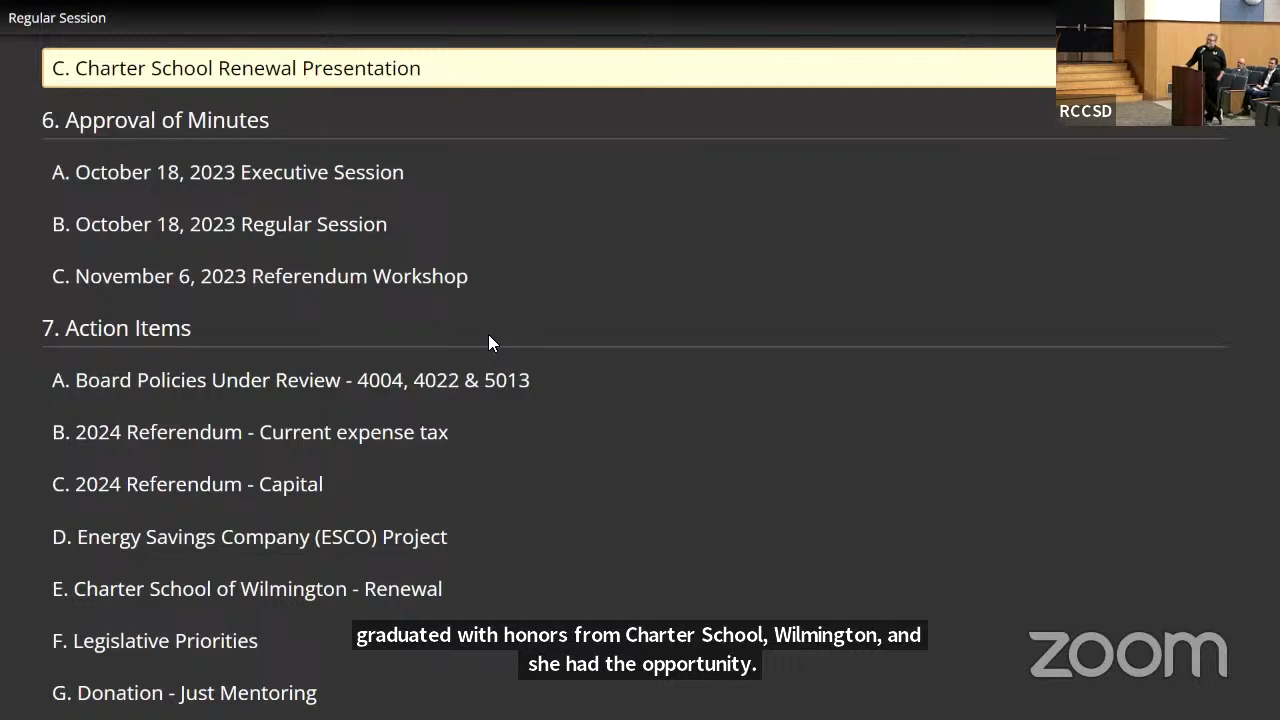 Regular Session
C. Charter School Renewal Presentation
RCCSD
6. Approval of Minutes
A. October 18, 2023 Executive Session
B. October 18, 2023 Regular Session
C. November 6, 2023 Referendum Workshop
7. Action Items
A. Board Policies Under Review - 4004, 4022 & 5013
B. 2024 Referendum - Current expense tax
C. 2024 Referendum - Capital
D. Energy Savings Company (ESCO) Project
E. Charter School of Wilmington - Renewal
F. Legislative Priorities
graduated with honors from Charter School, Wilmington, and
she had the opportunity.
zoom
G. Donation - Just Mentoring